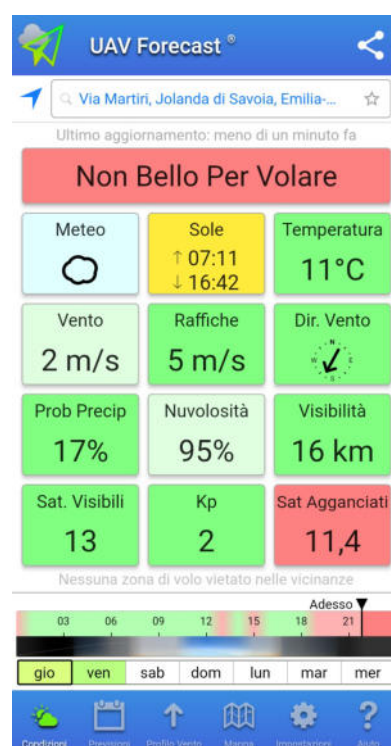 UAV Forecast ®
Via Martiri, Jolanda di Savoia, Emilia-...
Ultimo aggiornamento: meno di un minuto fa
Non Bello Per Volare
Meteo
Sole
↑ 07:11
↓ 16:42
Temperatura
11°C
Vento
2 m/s
Raffiche
5 m/s
Dir. Vento
N
E
S
W
Prob Precip
17%
Nuvolosità
95%
Visibilità
16 km
Sat. Visibili
13
Kp
2
Sat Agganciati
11,4
Nessuna zona di volo vietato nelle vicinanze
Adesso
03 06 09 12 15 18 21
gio ven sab dom lun mar mer
Condizioni Previsioni Profilo Vento Mappa Impostazioni Aiuto